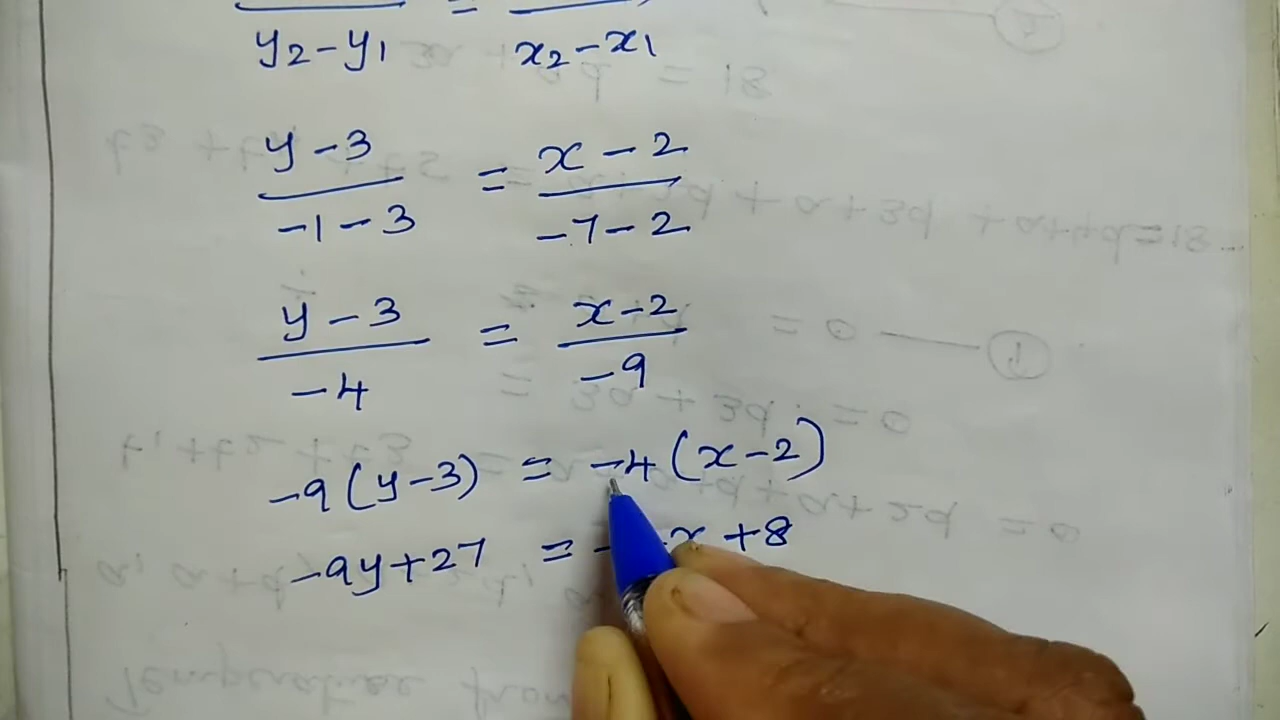 y2-y1 = x2-x1
y-3/-1-3 = x-2/-7-2
y-3/-4 = x-2/-9
-9(y-3) = -4(x-2)
-9y+27 = - x+8